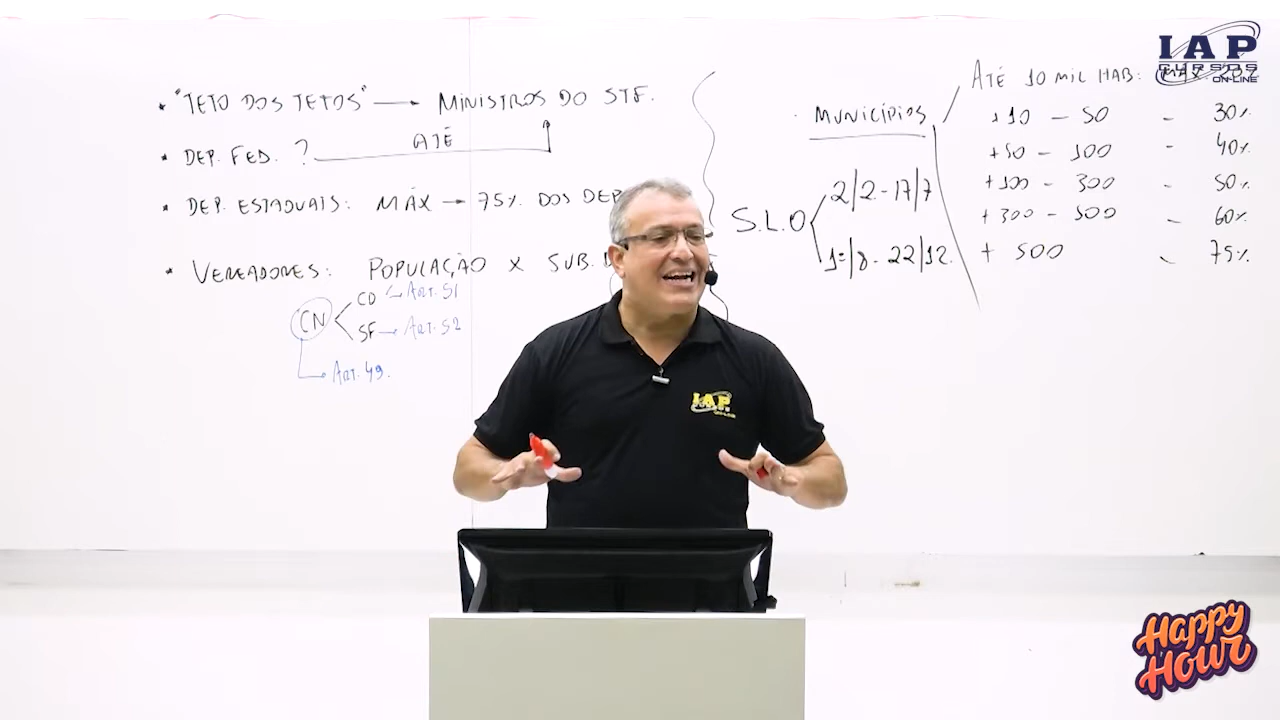 • "TETO DOS TETOS" → MINISTROS DO STF.
• DEP. FED. ? ATÉ
• DEP. ESTADUAIS: MÁX → 75% DOS DEP
• VEREADORES: POPULAÇÃO X SUB.
CN
CD → ART. 51
SF → ART. 52
→ ART. 49.
MUNICÍPIOS
S.L.O
2/2 - 17/7
1º/8 - 22/12.
ATÉ 10 MIL HAB: MÁX
+10 - 50 - 30%
+50 - 100 - 40%
+100 - 300 - 50%
+300 - 500 - 60%
+ 500 - 75%
IAP
CURSOS
ON-LINE
IAP
Happy
Hour